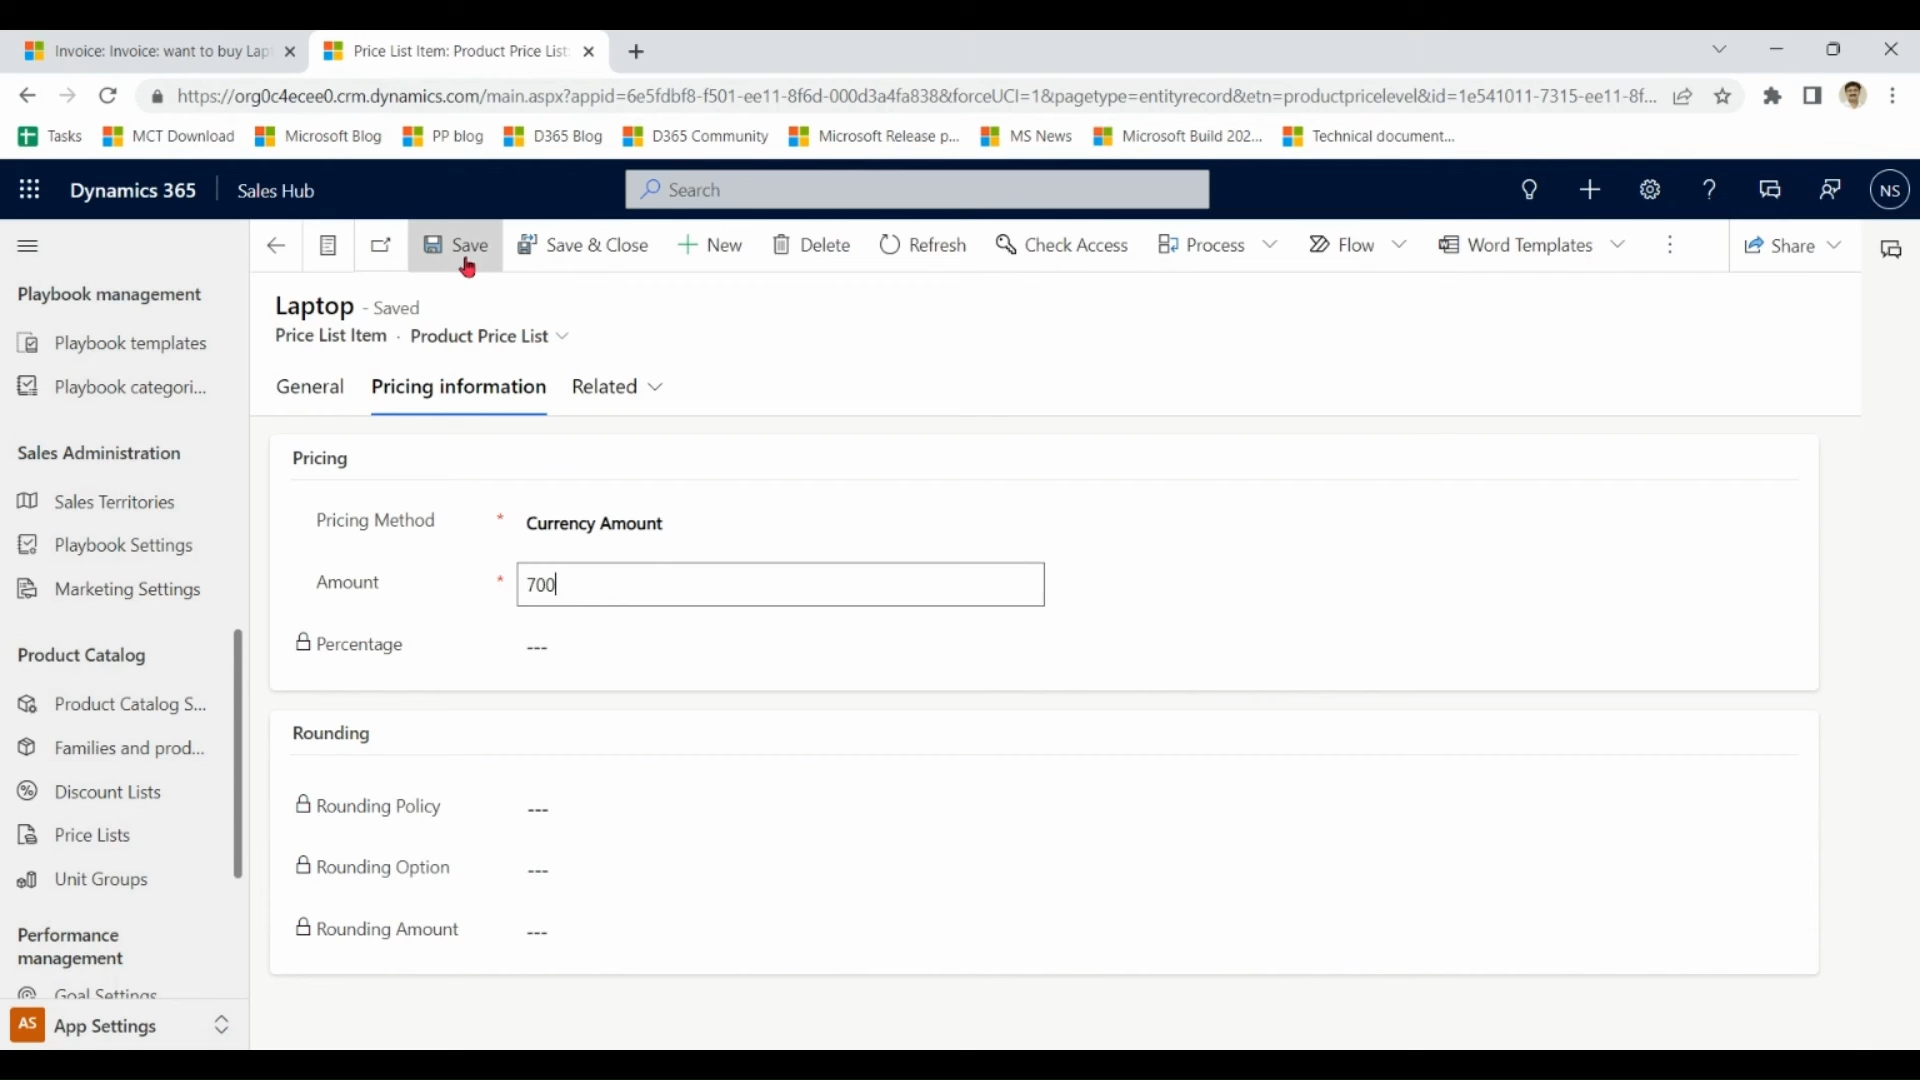 Invoice: Invoice: want to buy Lap
Price List Item: Product Price List:
https://org0c4ecee0.crm.dynamics.com/main.aspx?appid=6e5fdbf8-f501-ee11-8f6d-000d3a4fa838&forceUCI=1&pagetype=entityrecord&etn=productpricelevel&id=1e541011-7315-ee11-8f...
Tasks
MCT Download
Microsoft Blog
PP blog
D365 Blog
D365 Community
Microsoft Release p...
MS News
Microsoft Build 202...
Technical document...
Dynamics 365
Sales Hub
Search
NS
Save
Save & Close
New
Delete
Refresh
Check Access
Process
Flow
Word Templates
Share
Playbook management
Playbook templates
Playbook categori...
Sales Administration
Sales Territories
Playbook Settings
Marketing Settings
Product Catalog
Product Catalog S...
Families and prod...
Discount Lists
Price Lists
Unit Groups
Performance
management
Goal Settings
AS
App Settings
Laptop - Saved
Price List Item · Product Price List
General
Pricing information
Related
Pricing
Pricing Method * Currency Amount
Amount * 700
Percentage ---
Rounding
Rounding Policy ---
Rounding Option ---
Rounding Amount ---